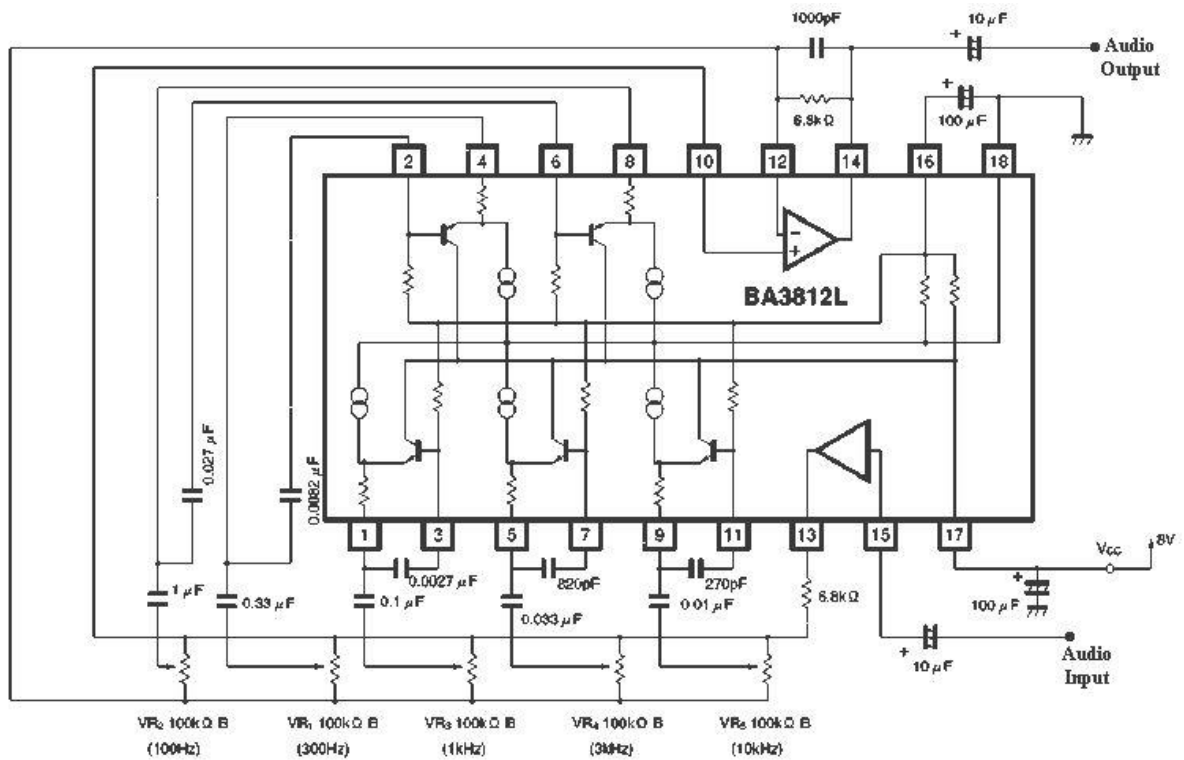 1000pF
10 μF
Audio
Output
6.8kΩ
100 μF
2 4 6 8 10 12 14 16 18
BA3812L
0.027 μF
0.0082 μF
1 3 5 7 9 11 13 15 17
1 μF
0.33 μF
0.0027 μF
0.1 μF
820pF
0.033 μF
270pF
0.01 μF
6.8kΩ
Vcc
8V
100 μF
10 μF
Audio
Input
VR₂ 100kΩ B
(100Hz)
VR₁ 100kΩ B
(300Hz)
VR₃ 100kΩ B
(1kHz)
VR₄ 100kΩ B
(3kHz)
VR₅ 100kΩ B
(10kHz)